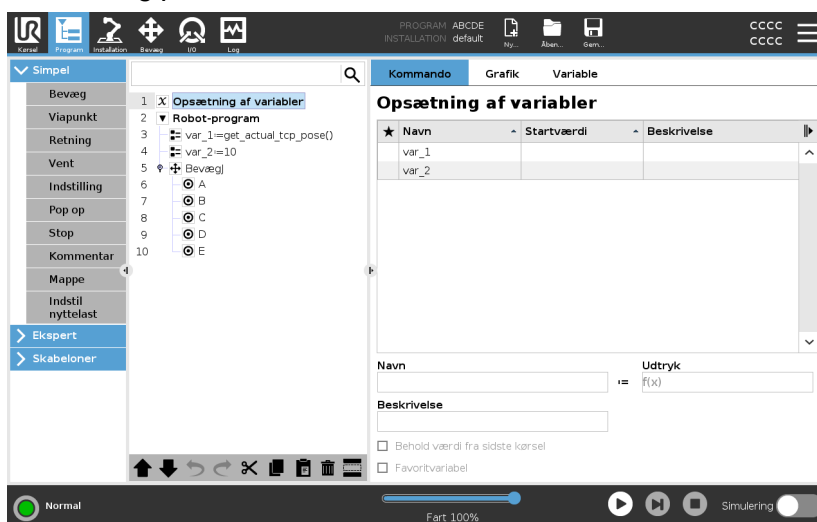 PROGRAM ABCDE
INSTALLATION default
UR
Kørsel Program Installation Bevæg I/O Log Ny... Åben... Gem...
CCCC
CCCC
Simpel
Bevæg
Viapunkt
Retning
Vent
Indstilling
Pop op
Stop
Kommentar
Mappe
Indstil
nyttelast
Ekspert
Skabeloner
1 X Opsætning af variabler
2 Robot-program
3 var_1:=get_actual_tcp_pose()
4 var_2:=10
5 BevægJ
6 A
7 B
8 C
9 D
10 E
Kommando Grafik Variable
Opsætning af variabler
Navn Startværdi Beskrivelse
var_1
var_2
Navn Udtryk
:= f(x)
Beskrivelse
Behold værdi fra sidste kørsel
Favoritvariabel
Normal
Fart 100%
Simulering